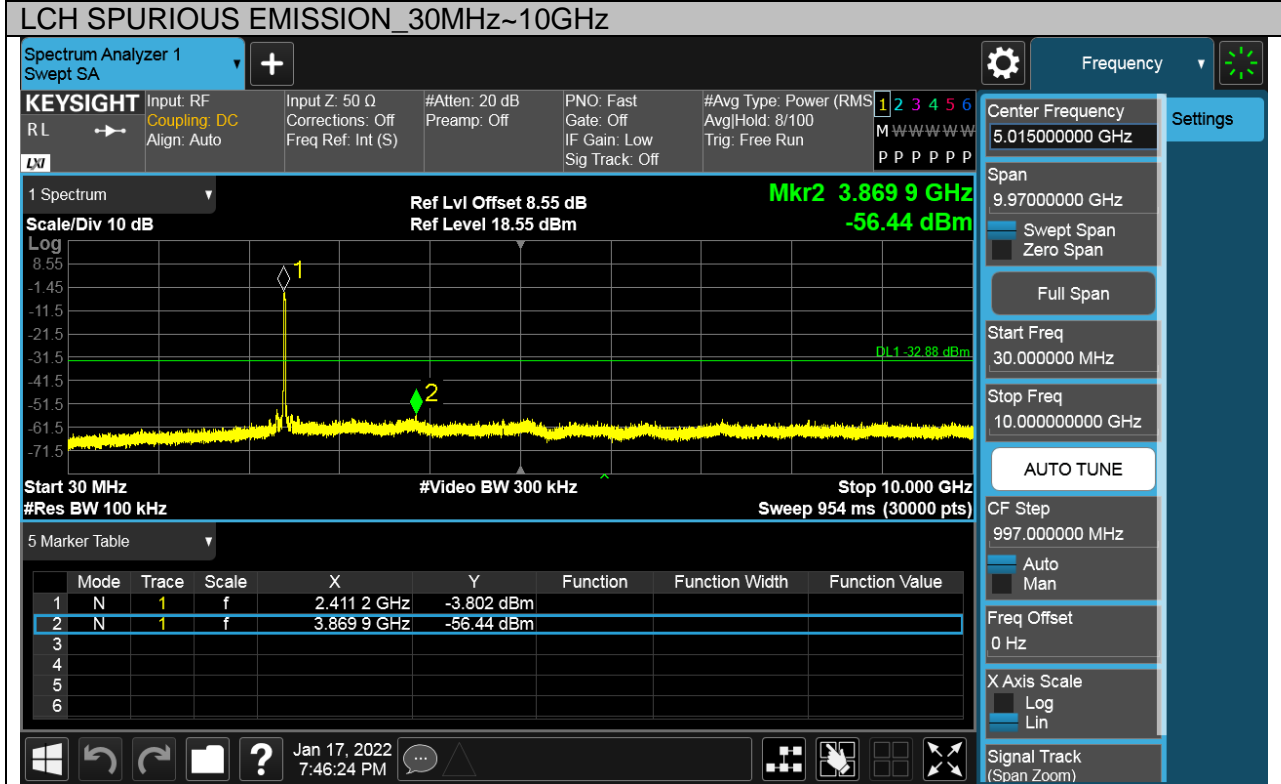 LCH SPURIOUS EMISSION_30MHz~10GHz
Spectrum Analyzer 1
Swept SA
+
Frequency
KEYSIGHT
RL
LXI
Input: RF
Coupling: DC
Align: Auto
Input Z: 50 Ω
Corrections: Off
Freq Ref: Int (S)
#Atten: 20 dB
Preamp: Off
PNO: Fast
Gate: Off
IF Gain: Low
Sig Track: Off
#Avg Type: Power (RMS
Avg|Hold: 8/100
Trig: Free Run
1 2 3 4 5 6
M W W W W W
P P P P P P
1 Spectrum
Scale/Div 10 dB
Ref Lvl Offset 8.55 dB
Ref Level 18.55 dBm
Mkr2 3.869 9 GHz
-56.44 dBm
Log
8.55
-1.45
-11.5
-21.5
-31.5
-41.5
-51.5
-61.5
-71.5
1
2
DL1 -32.88 dBm
Start 30 MHz
#Video BW 300 kHz
Stop 10.000 GHz
#Res BW 100 kHz
Sweep 954 ms (30000 pts)
5 Marker Table
Mode Trace Scale X Y Function Function Width Function Value
1 N 1 f 2.411 2 GHz -3.802 dBm
2 N 1 f 3.869 9 GHz -56.44 dBm
3
4
5
6
?
Jan 17, 2022
7:46:24 PM
Center Frequency
5.015000000 GHz
Settings
Span
9.97000000 GHz
Swept Span
Zero Span
Full Span
Start Freq
30.000000 MHz
Stop Freq
10.000000000 GHz
AUTO TUNE
CF Step
997.000000 MHz
Auto
Man
Freq Offset
0 Hz
X Axis Scale
Log
Lin
Signal Track
(Span Zoom)